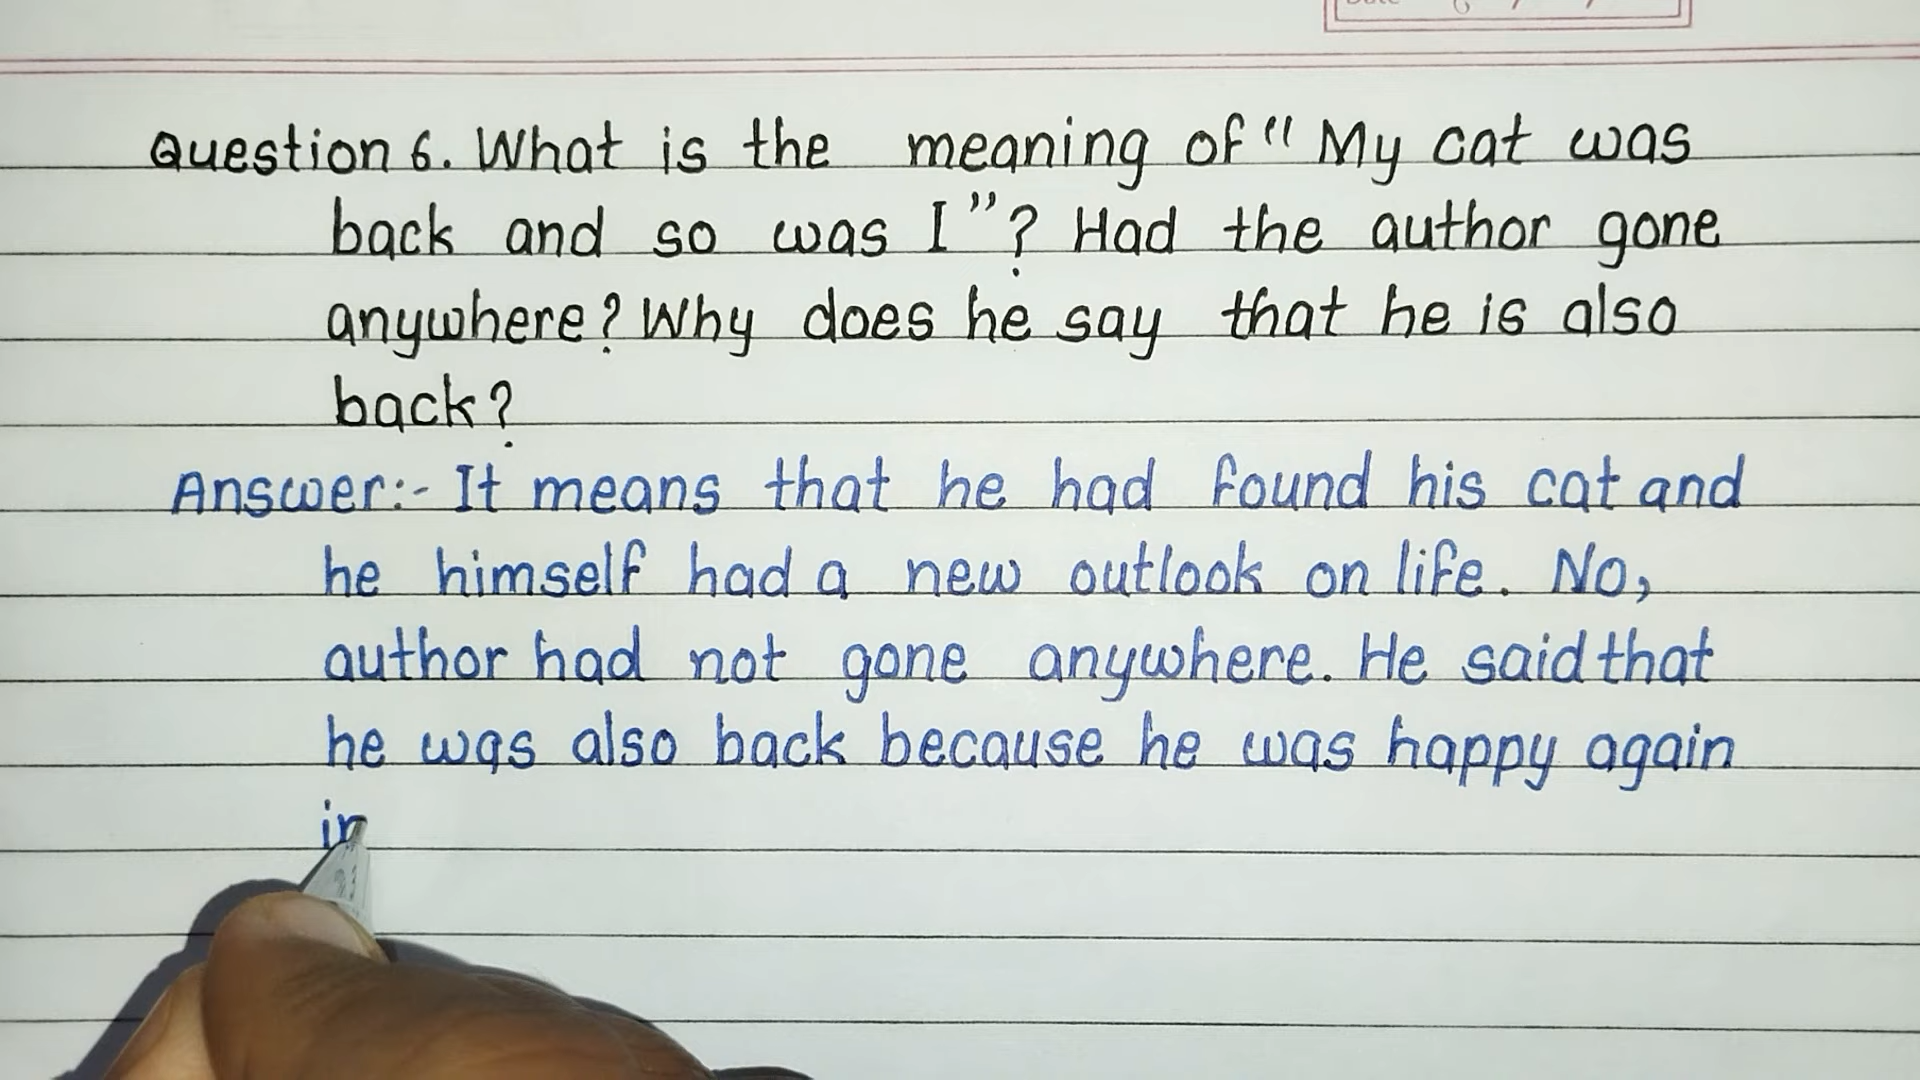 Question 6. What is the meaning of "My cat was
back and so was I"? Had the author gone
anywhere? Why does he say that he is also
back?
Answer:- It means that he had found his cat and
he himself had a new outlook on life. No,
author had not gone anywhere. He said that
he was also back because he was happy again
in